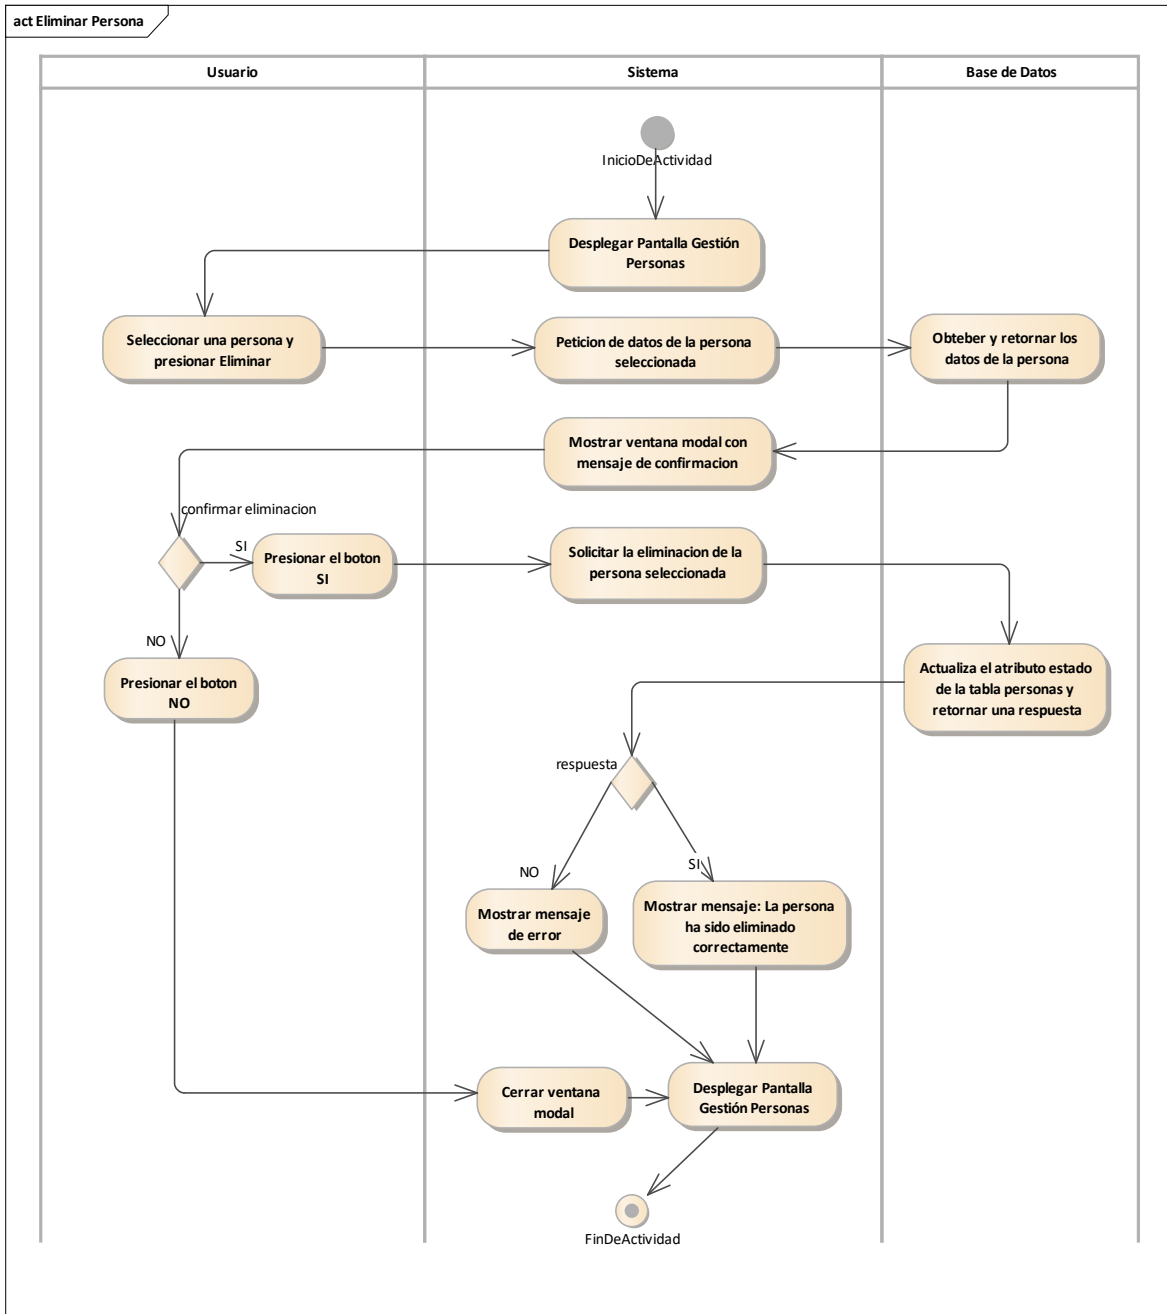 act Eliminar Persona
Usuario
Sistema
Base de Datos
InicioDeActividad
Desplegar Pantalla Gestión
Personas
Seleccionar una persona y
presionar Eliminar
Peticion de datos de la persona
seleccionada
Obteber y retornar los
datos de la persona
Mostrar ventana modal con
mensaje de confirmacion
confirmar eliminacion
SI
Presionar el boton
SI
Solicitar la eliminacion de la
persona seleccionada
NO
Presionar el boton
NO
Actualiza el atributo estado
de la tabla personas y
retornar una respuesta
respuesta
NO
SI
Mostrar mensaje
de error
Mostrar mensaje: La persona
ha sido eliminado
correctamente
Cerrar ventana
modal
Desplegar Pantalla
Gestión Personas
FinDeActividad